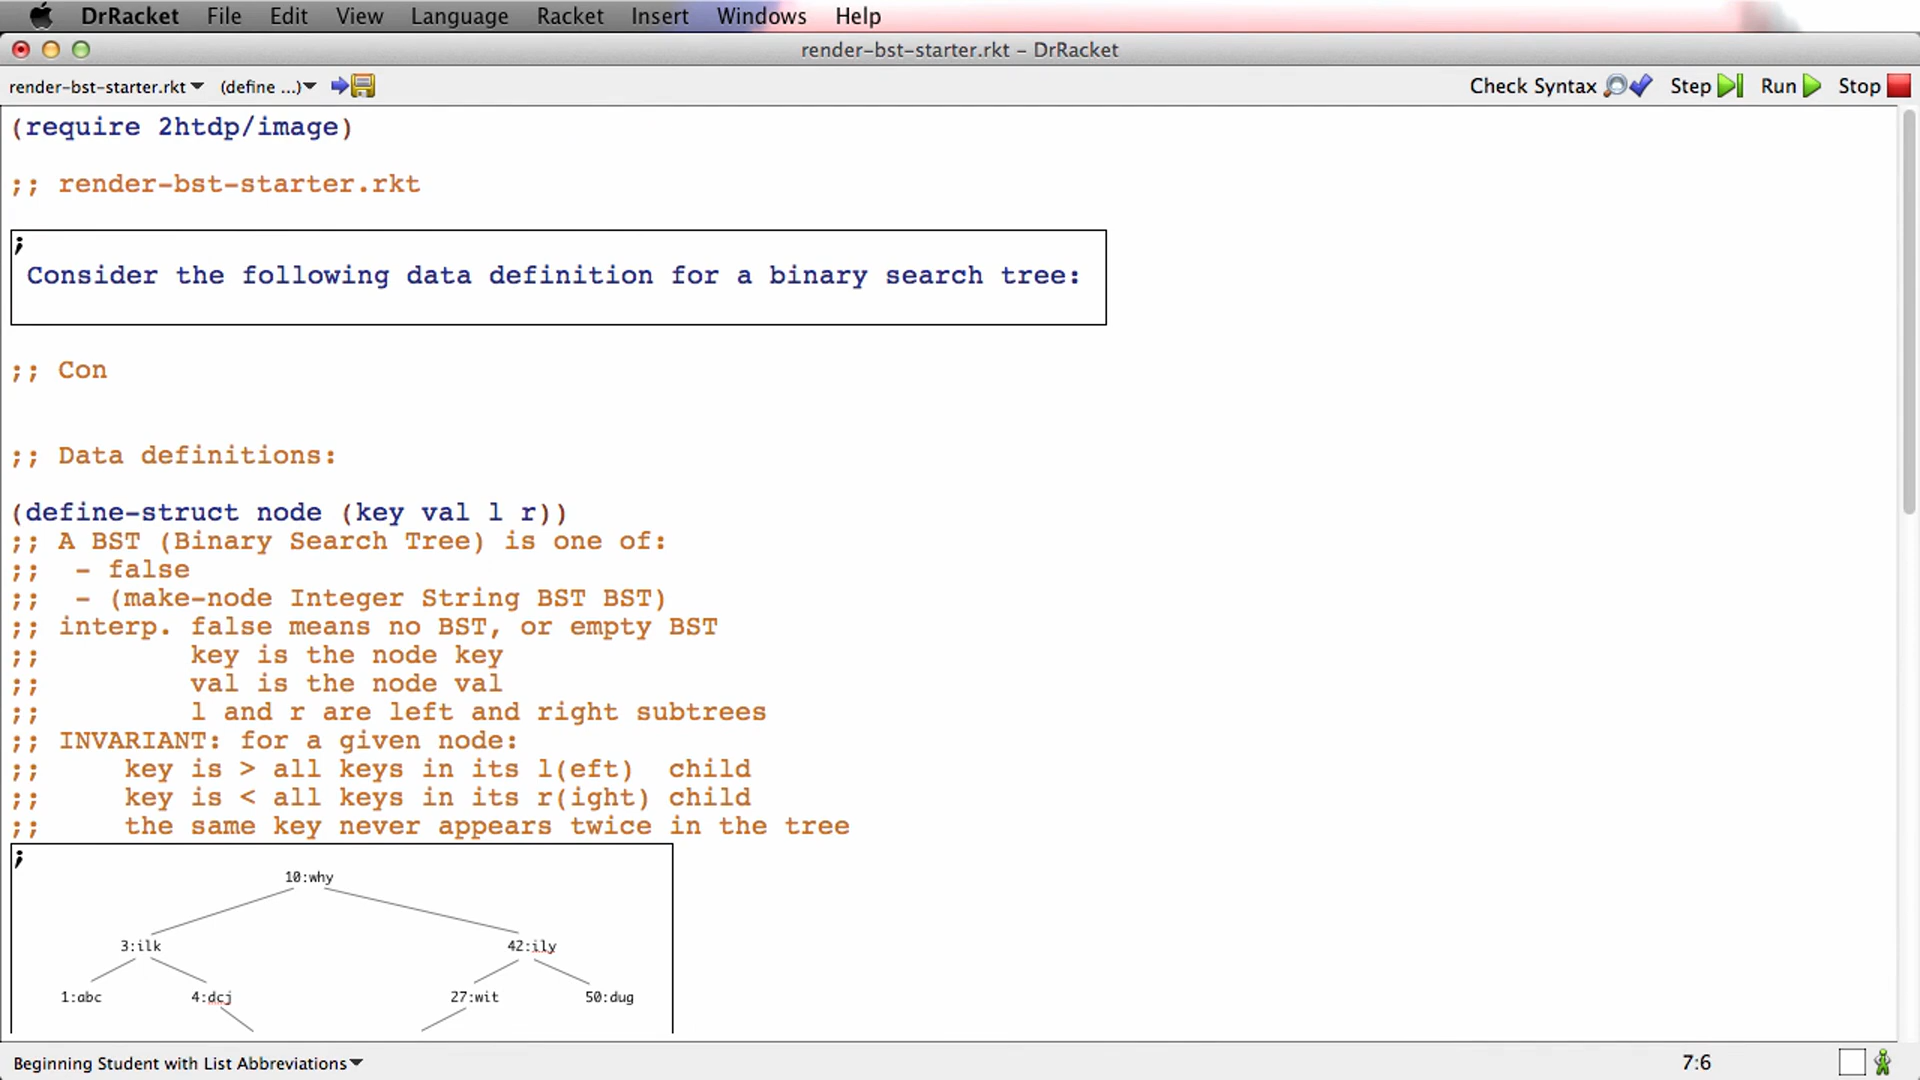 DrRacket File Edit View Language Racket Insert Windows Help
render-bst-starter.rkt - DrRacket
render-bst-starter.rkt (define ...) Check Syntax Step Run Stop
(require 2htdp/image)
;; render-bst-starter.rkt
;
Consider the following data definition for a binary search tree:
;; Con
;; Data definitions:
(define-struct node (key val l r))
;; A BST (Binary Search Tree) is one of:
;;  - false
;;  - (make-node Integer String BST BST)
;; interp. false means no BST, or empty BST
;;         key is the node key
;;         val is the node val
;;         l and r are left and right subtrees
;; INVARIANT: for a given node:
;;     key is > all keys in its l(eft)  child
;;     key is < all keys in its r(ight) child
;;     the same key never appears twice in the tree
;
10:why
3:ilk 42:ily
1:abc 4:dcj 27:wit 50:dug
Beginning Student with List Abbreviations 7:6